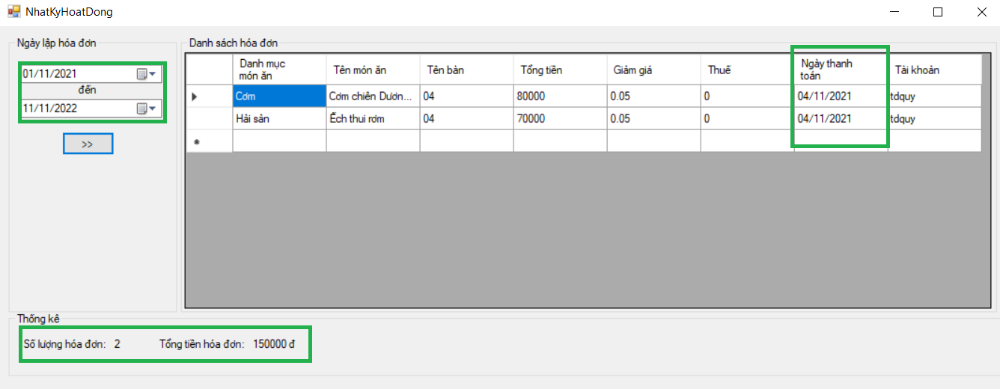 NhatKyHoatDong
Ngày lập hóa đơn
01/11/2021
đến
11/11/2022
>>
Danh sách hóa đơn
Danh mục món ăn Tên món ăn Tên bàn Tổng tiền Giảm giá Thuế Ngày thanh toán Tài khoản
Cơm Cơm chiên Dươn... 04 80000 0.05 0 04/11/2021 tdquy
Hải sản Ếch thui rơm 04 70000 0.05 0 04/11/2021 tdquy
Thống kê
Số lượng hóa đơn: 2 Tổng tiền hóa đơn: 150000 đ